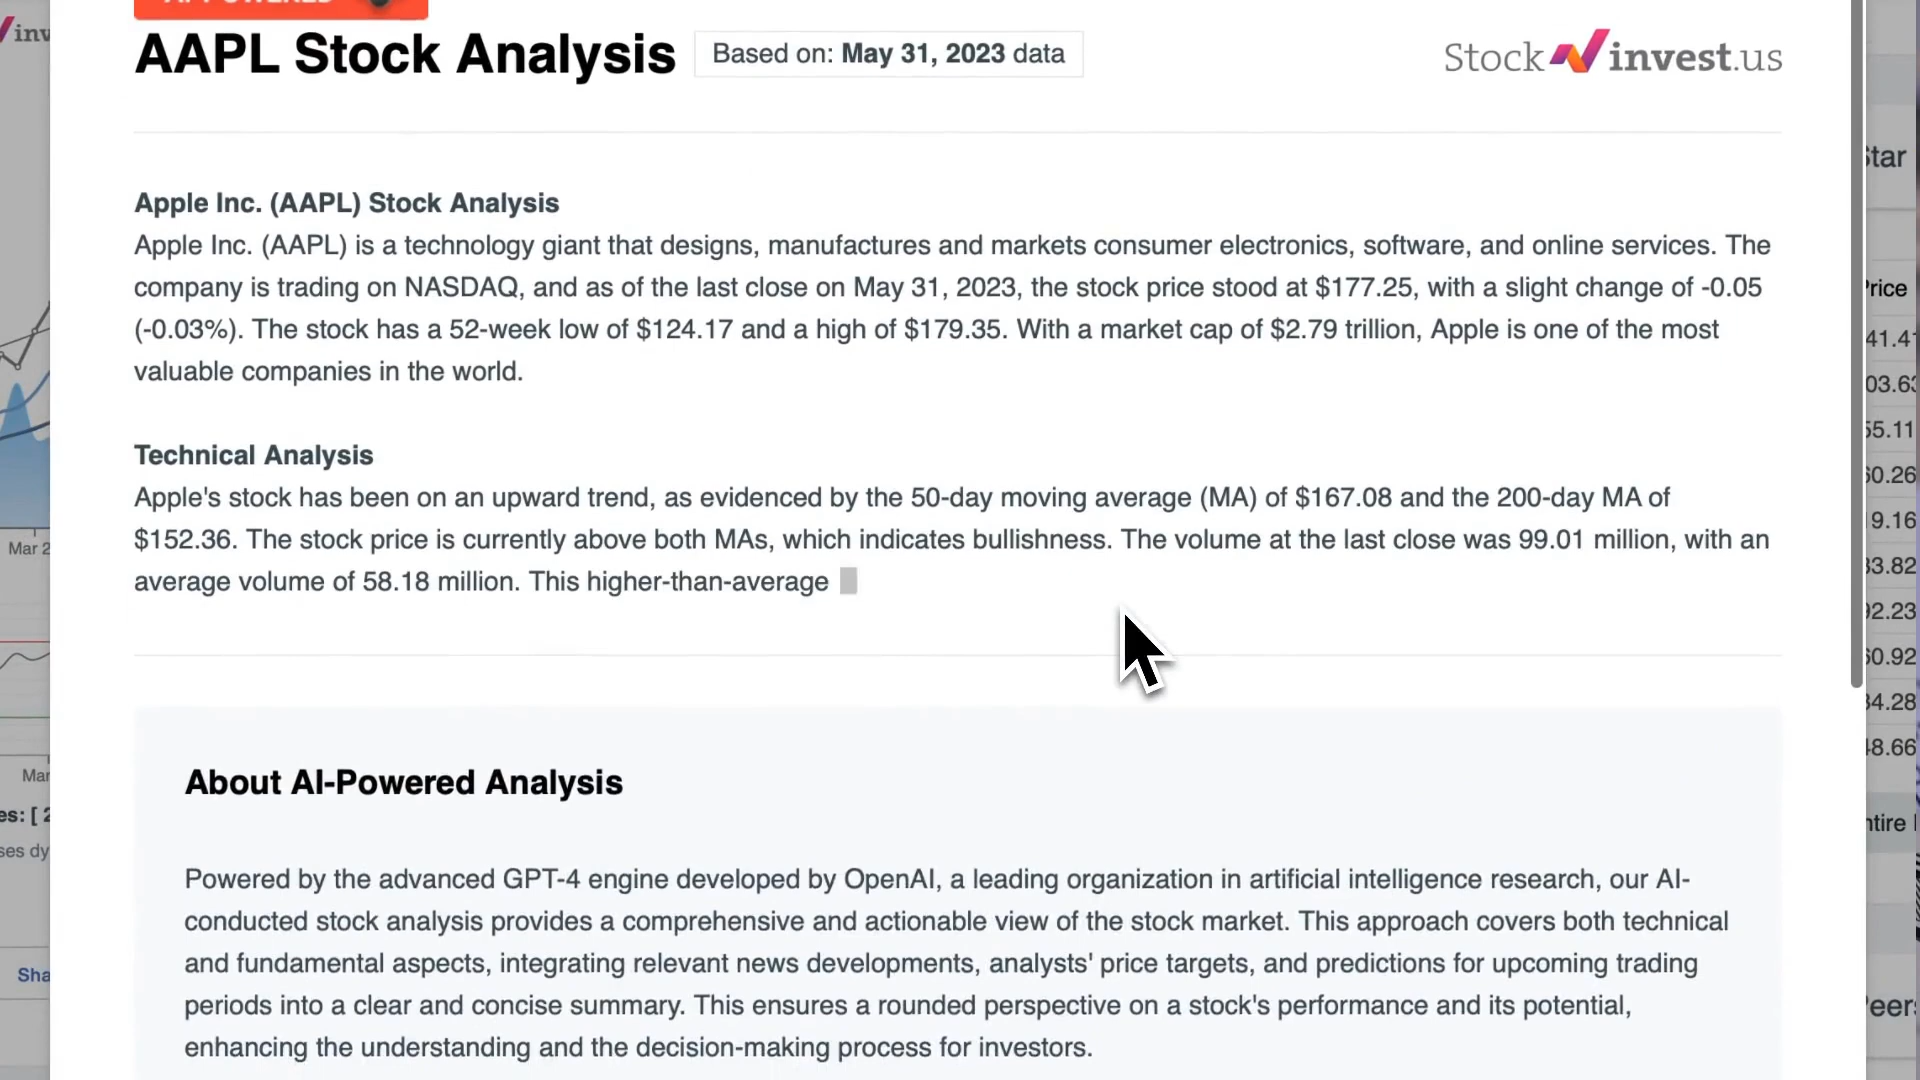 AAPL Stock Analysis
Based on: May 31, 2023 data
Stock invest.us
Apple Inc. (AAPL) Stock Analysis
Apple Inc. (AAPL) is a technology giant that designs, manufactures and markets consumer electronics, software, and online services. The
company is trading on NASDAQ, and as of the last close on May 31, 2023, the stock price stood at $177.25, with a slight change of -0.05
(-0.03%). The stock has a 52-week low of $124.17 and a high of $179.35. With a market cap of $2.79 trillion, Apple is one of the most
valuable companies in the world.
Technical Analysis
Apple's stock has been on an upward trend, as evidenced by the 50-day moving average (MA) of $167.08 and the 200-day MA of
$152.36. The stock price is currently above both MAs, which indicates bullishness. The volume at the last close was 99.01 million, with an
average volume of 58.18 million. This higher-than-average
About AI-Powered Analysis
Powered by the advanced GPT-4 engine developed by OpenAI, a leading organization in artificial intelligence research, our AI-
conducted stock analysis provides a comprehensive and actionable view of the stock market. This approach covers both technical
and fundamental aspects, integrating relevant news developments, analysts' price targets, and predictions for upcoming trading
periods into a clear and concise summary. This ensures a rounded perspective on a stock's performance and its potential,
enhancing the understanding and the decision-making process for investors.